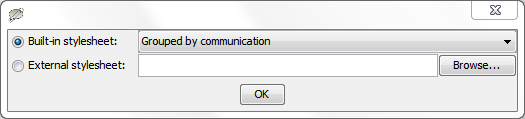 Built-in stylesheet: Grouped by communication
External stylesheet: Browse...
OK